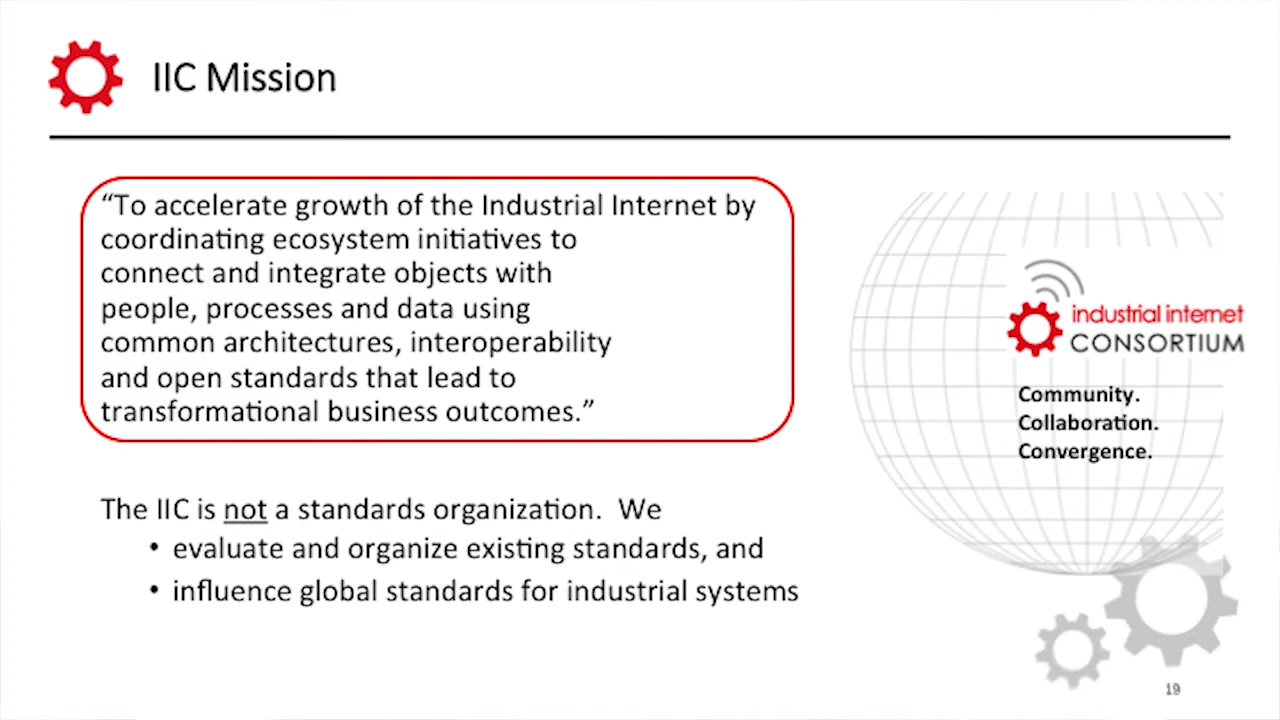 IIC Mission
“To accelerate growth of the Industrial Internet by
coordinating ecosystem initiatives to
connect and integrate objects with
people, processes and data using
common architectures, interoperability
and open standards that lead to
transformational business outcomes.”
The IIC is not a standards organization.  We
• evaluate and organize existing standards, and
• influence global standards for industrial systems
industrial internet
CONSORTIUM
Community.
Collaboration.
Convergence.
19